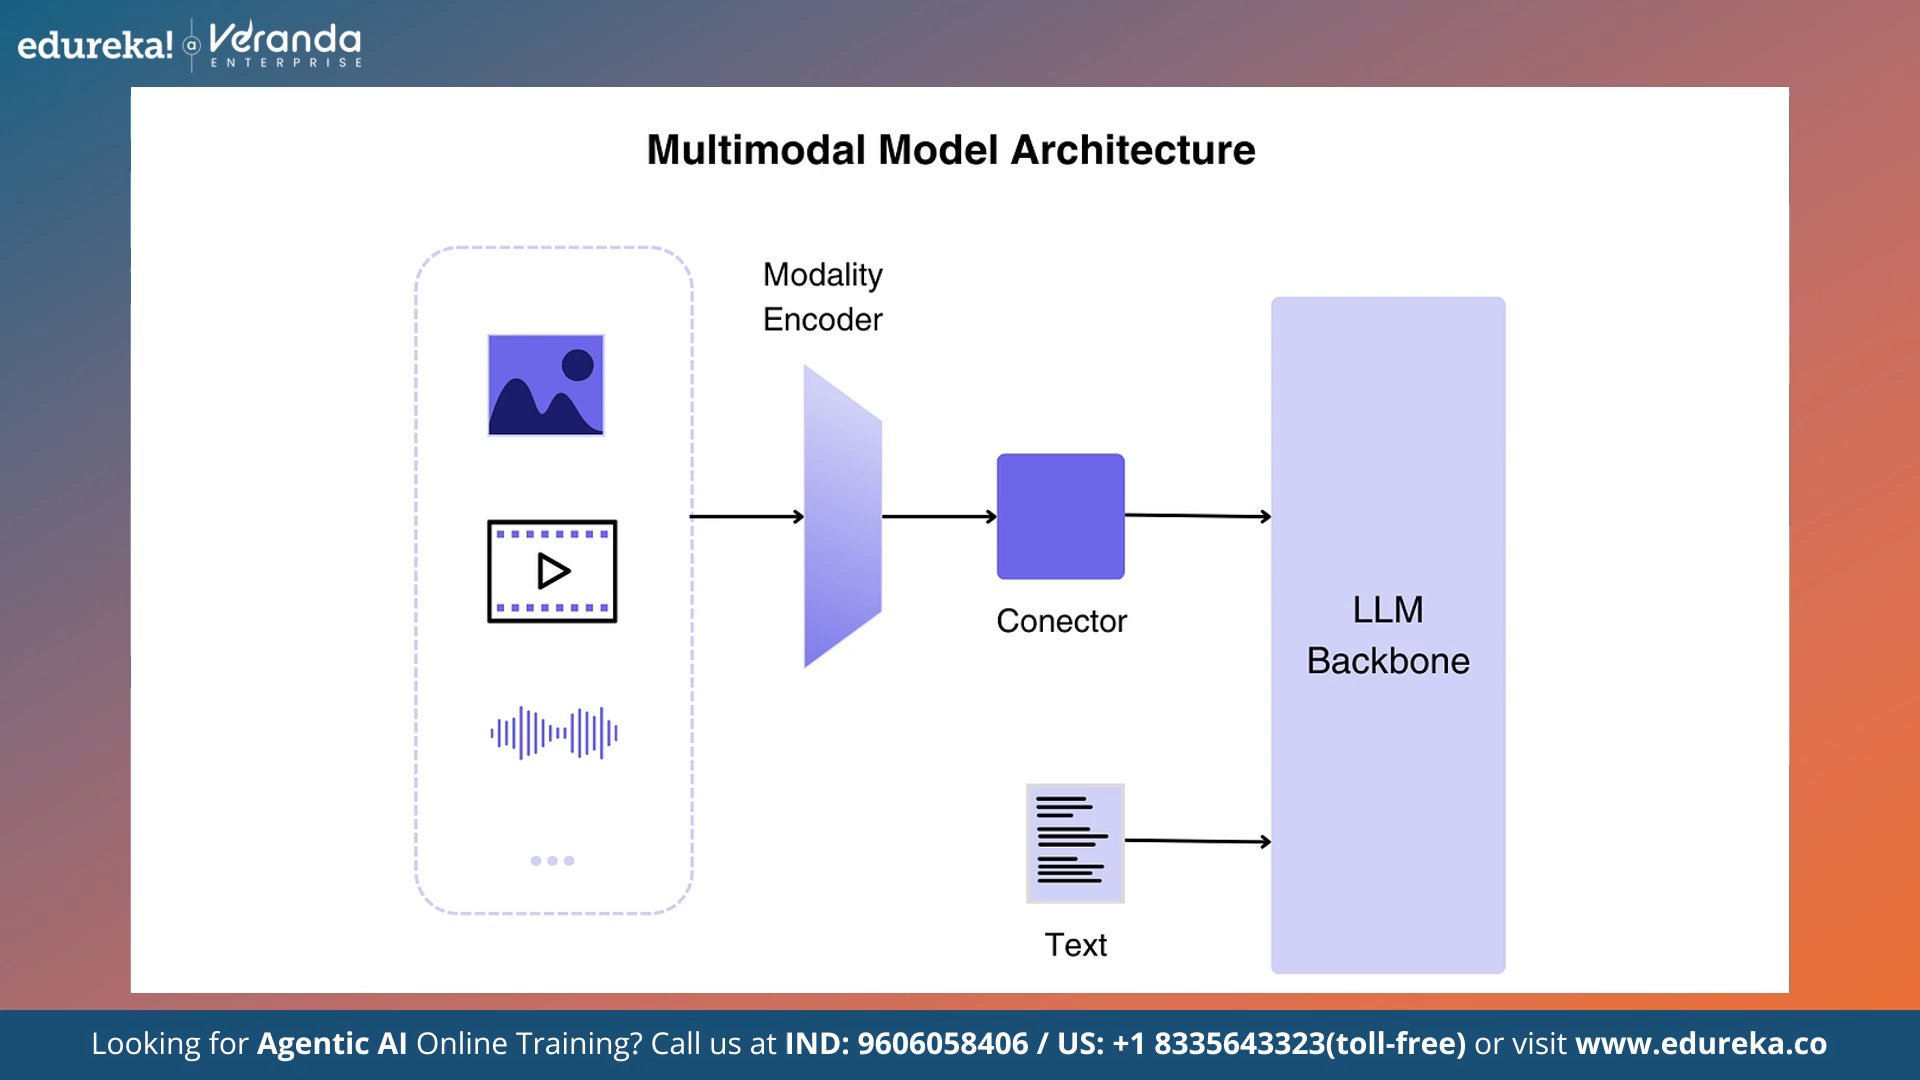 edureka! a Veranda
ENTERPRISE
Multimodal Model Architecture
Modality
Encoder
Conector
LLM
Backbone
Text
Looking for Agentic AI Online Training? Call us at IND: 9606058406 / US: +1 8335643323(toll-free) or visit www.edureka.co